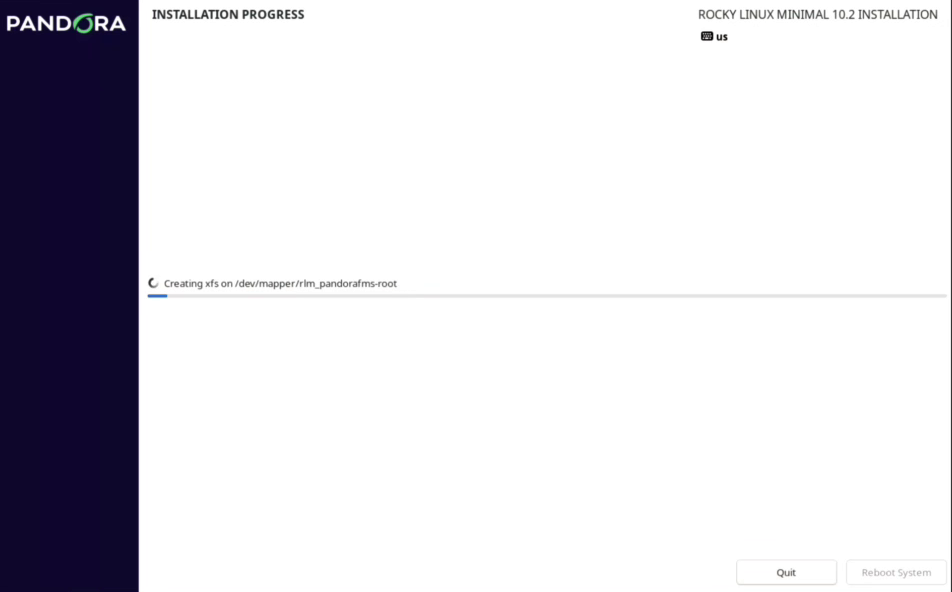 PANDORA
INSTALLATION PROGRESS
ROCKY LINUX MINIMAL 10.2 INSTALLATION
us
Creating xfs on /dev/mapper/rlm_pandorafms-root
Quit
Reboot System